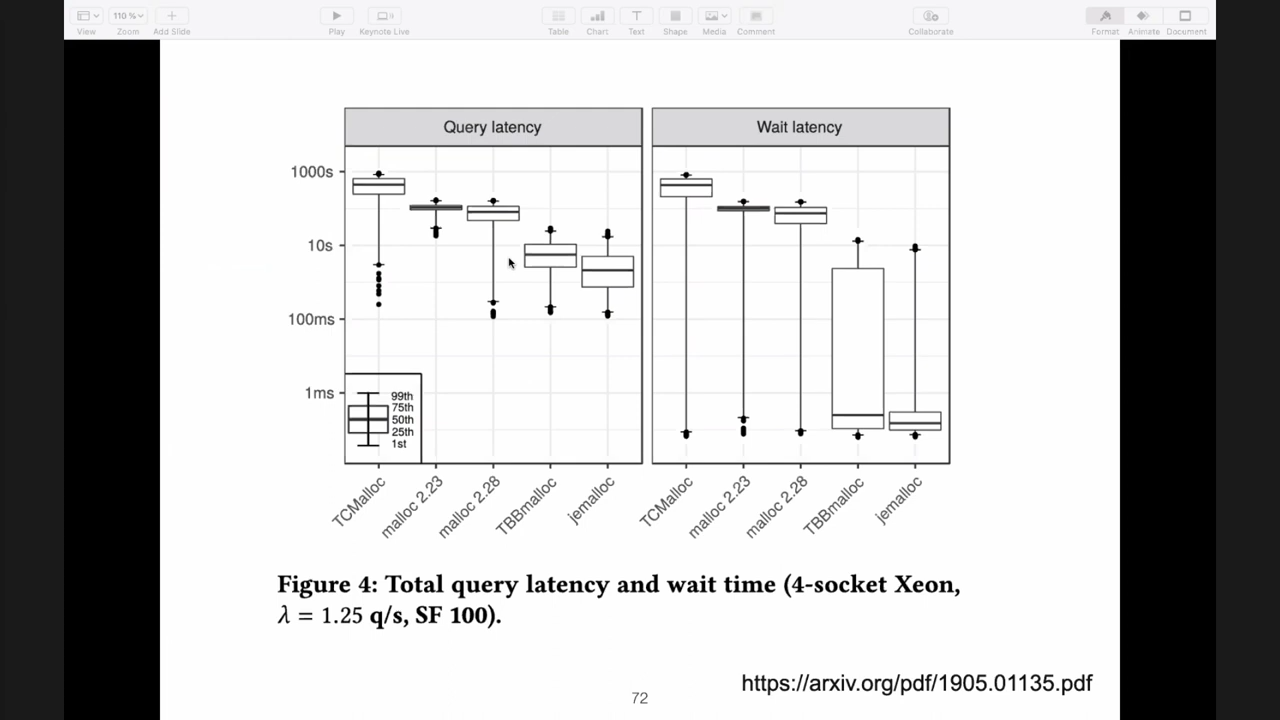 View
110 %
Zoom
Add Slide
Play
Keynote Live
Table
Chart
Text
Shape
Media
Comment
Collaborate
Format
Animate
Document
Query latency
Wait latency
1000s
10s
100ms
1ms
99th
75th
50th
25th
1st
TCMalloc
malloc 2.23
malloc 2.28
TBBmalloc
jemalloc
TCMalloc
malloc 2.23
malloc 2.28
TBBmalloc
jemalloc
Figure 4: Total query latency and wait time (4-socket Xeon,
λ = 1.25 q/s, SF 100).
https://arxiv.org/pdf/1905.01135.pdf
72